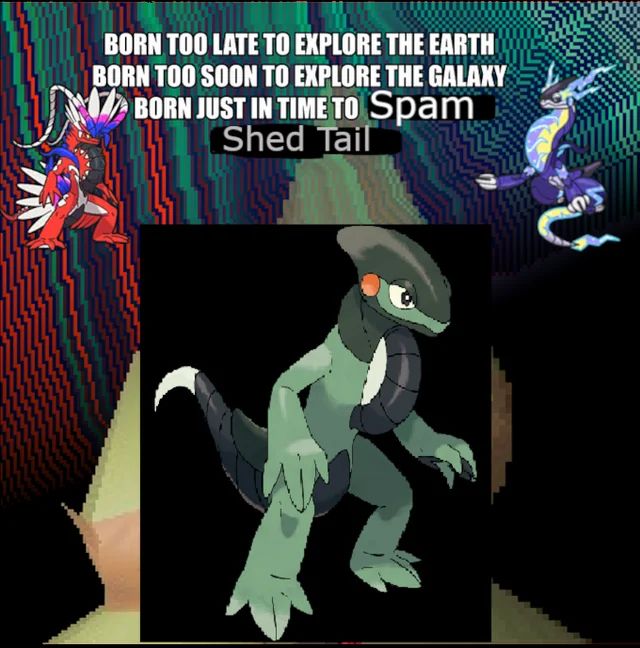 BORN TOO LATE TO EXPLORE THE EARTH
BORN TOO SOON TO EXPLORE THE GALAXY
BORN JUST IN TIME TO Spam
Shed Tail